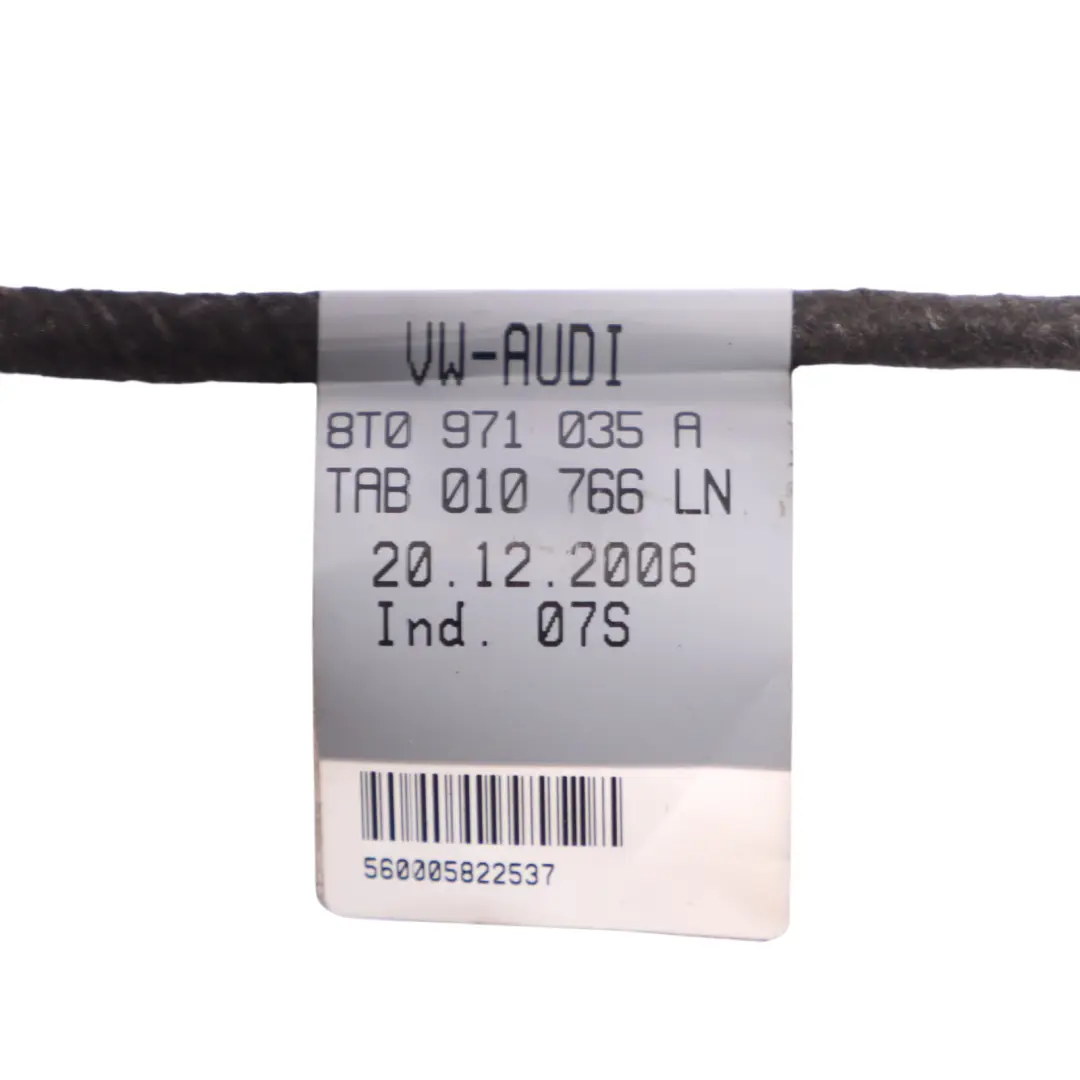 VW-AUDI
8T0 971 035 A
TAB 010 766 LN
20.12.2006
Ind. 07S
560005822537